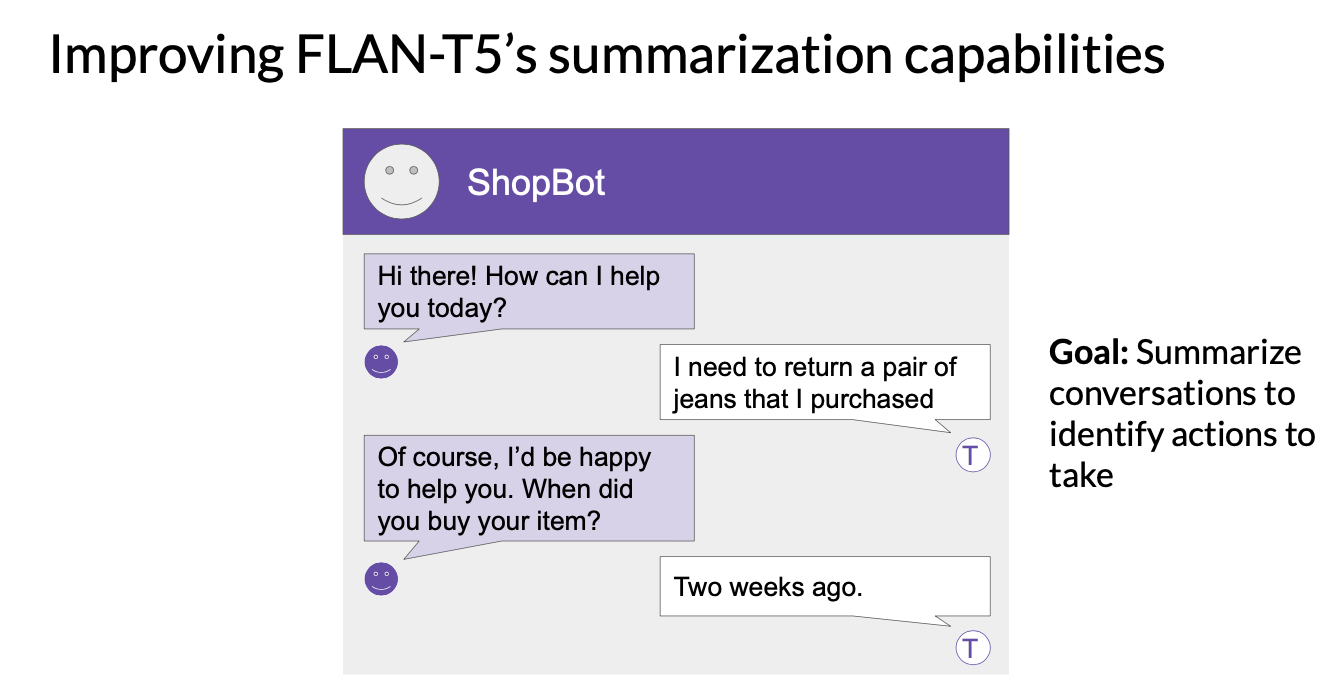 Improving FLAN-T5’s summarization capabilities
ShopBot
Hi there! How can I help
you today?
I need to return a pair of
jeans that I purchased
T
Of course, I’d be happy
to help you. When did
you buy your item?
Two weeks ago.
T
Goal: Summarize
conversations to
identify actions to
take